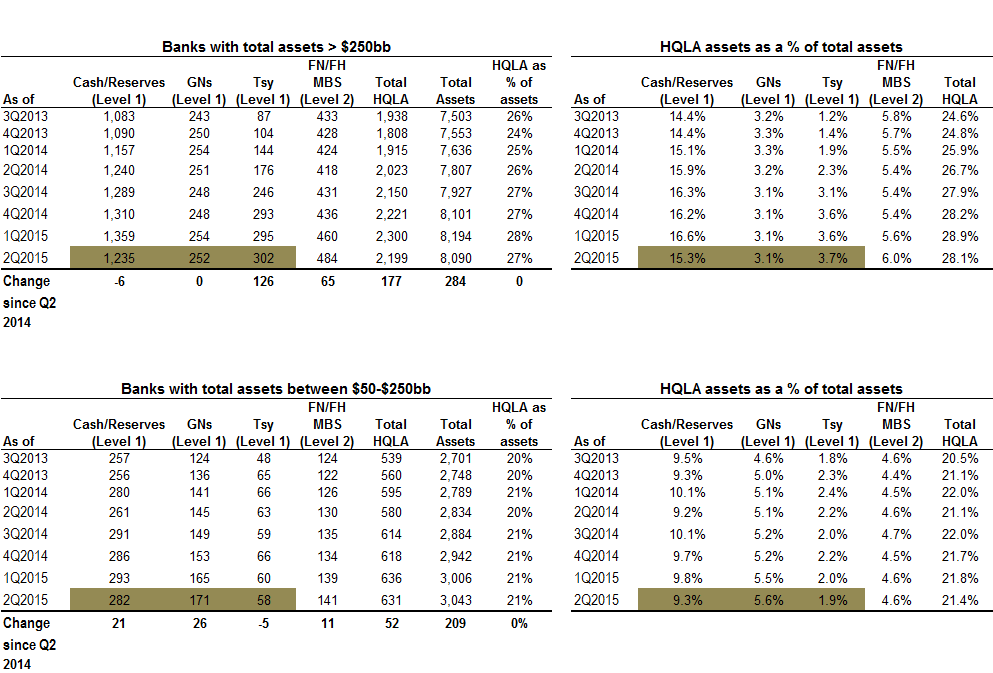 Banks with total assets > $250bb HQLA assets as a % of total assets
FN/FH HQLA as FN/FH
Cash/Reserves GNs Tsy MBS Total Total % of Cash/Reserves GNs Tsy MBS Total
As of (Level 1) (Level 1) (Level 1) (Level 2) HQLA Assets assets As of (Level 1) (Level 1) (Level 1) (Level 2) HQLA
3Q2013 1,083 243 87 433 1,938 7,503 26% 3Q2013 14.4% 3.2% 1.2% 5.8% 24.6%
4Q2013 1,090 250 104 428 1,808 7,553 24% 4Q2013 14.4% 3.3% 1.4% 5.7% 24.8%
1Q2014 1,157 254 144 424 1,915 7,636 25% 1Q2014 15.1% 3.3% 1.9% 5.5% 25.9%
2Q2014 1,240 251 176 418 2,023 7,807 26% 2Q2014 15.9% 3.2% 2.3% 5.4% 26.7%
3Q2014 1,289 248 246 431 2,150 7,927 27% 3Q2014 16.3% 3.1% 3.1% 5.4% 27.9%
4Q2014 1,310 248 293 436 2,221 8,101 27% 4Q2014 16.2% 3.1% 3.6% 5.4% 28.2%
1Q2015 1,359 254 295 460 2,300 8,194 28% 1Q2015 16.6% 3.1% 3.6% 5.6% 28.9%
2Q2015 1,235 252 302 484 2,199 8,090 27% 2Q2015 15.3% 3.1% 3.7% 6.0% 28.1%
Change -6 0 126 65 177 284 0
since Q2
2014
Banks with total assets between $50-$250bb HQLA assets as a % of total assets
FN/FH HQLA as FN/FH
Cash/Reserves GNs Tsy MBS Total Total % of Cash/Reserves GNs Tsy MBS Total
As of (Level 1) (Level 1) (Level 1) (Level 2) HQLA Assets assets As of (Level 1) (Level 1) (Level 1) (Level 2) HQLA
3Q2013 257 124 48 124 539 2,701 20% 3Q2013 9.5% 4.6% 1.8% 4.6% 20.5%
4Q2013 256 136 65 122 560 2,748 20% 4Q2013 9.3% 5.0% 2.3% 4.4% 21.1%
1Q2014 280 141 66 126 595 2,789 21% 1Q2014 10.1% 5.1% 2.4% 4.5% 22.0%
2Q2014 261 145 63 130 580 2,834 20% 2Q2014 9.2% 5.1% 2.2% 4.6% 21.1%
3Q2014 291 149 59 135 614 2,884 21% 3Q2014 10.1% 5.2% 2.0% 4.7% 22.0%
4Q2014 286 153 66 134 618 2,942 21% 4Q2014 9.7% 5.2% 2.2% 4.5% 21.7%
1Q2015 293 165 60 139 636 3,006 21% 1Q2015 9.8% 5.5% 2.0% 4.6% 21.8%
2Q2015 282 171 58 141 631 3,043 21% 2Q2015 9.3% 5.6% 1.9% 4.6% 21.4%
Change 21 26 -5 11 52 209 0%
since Q2
2014